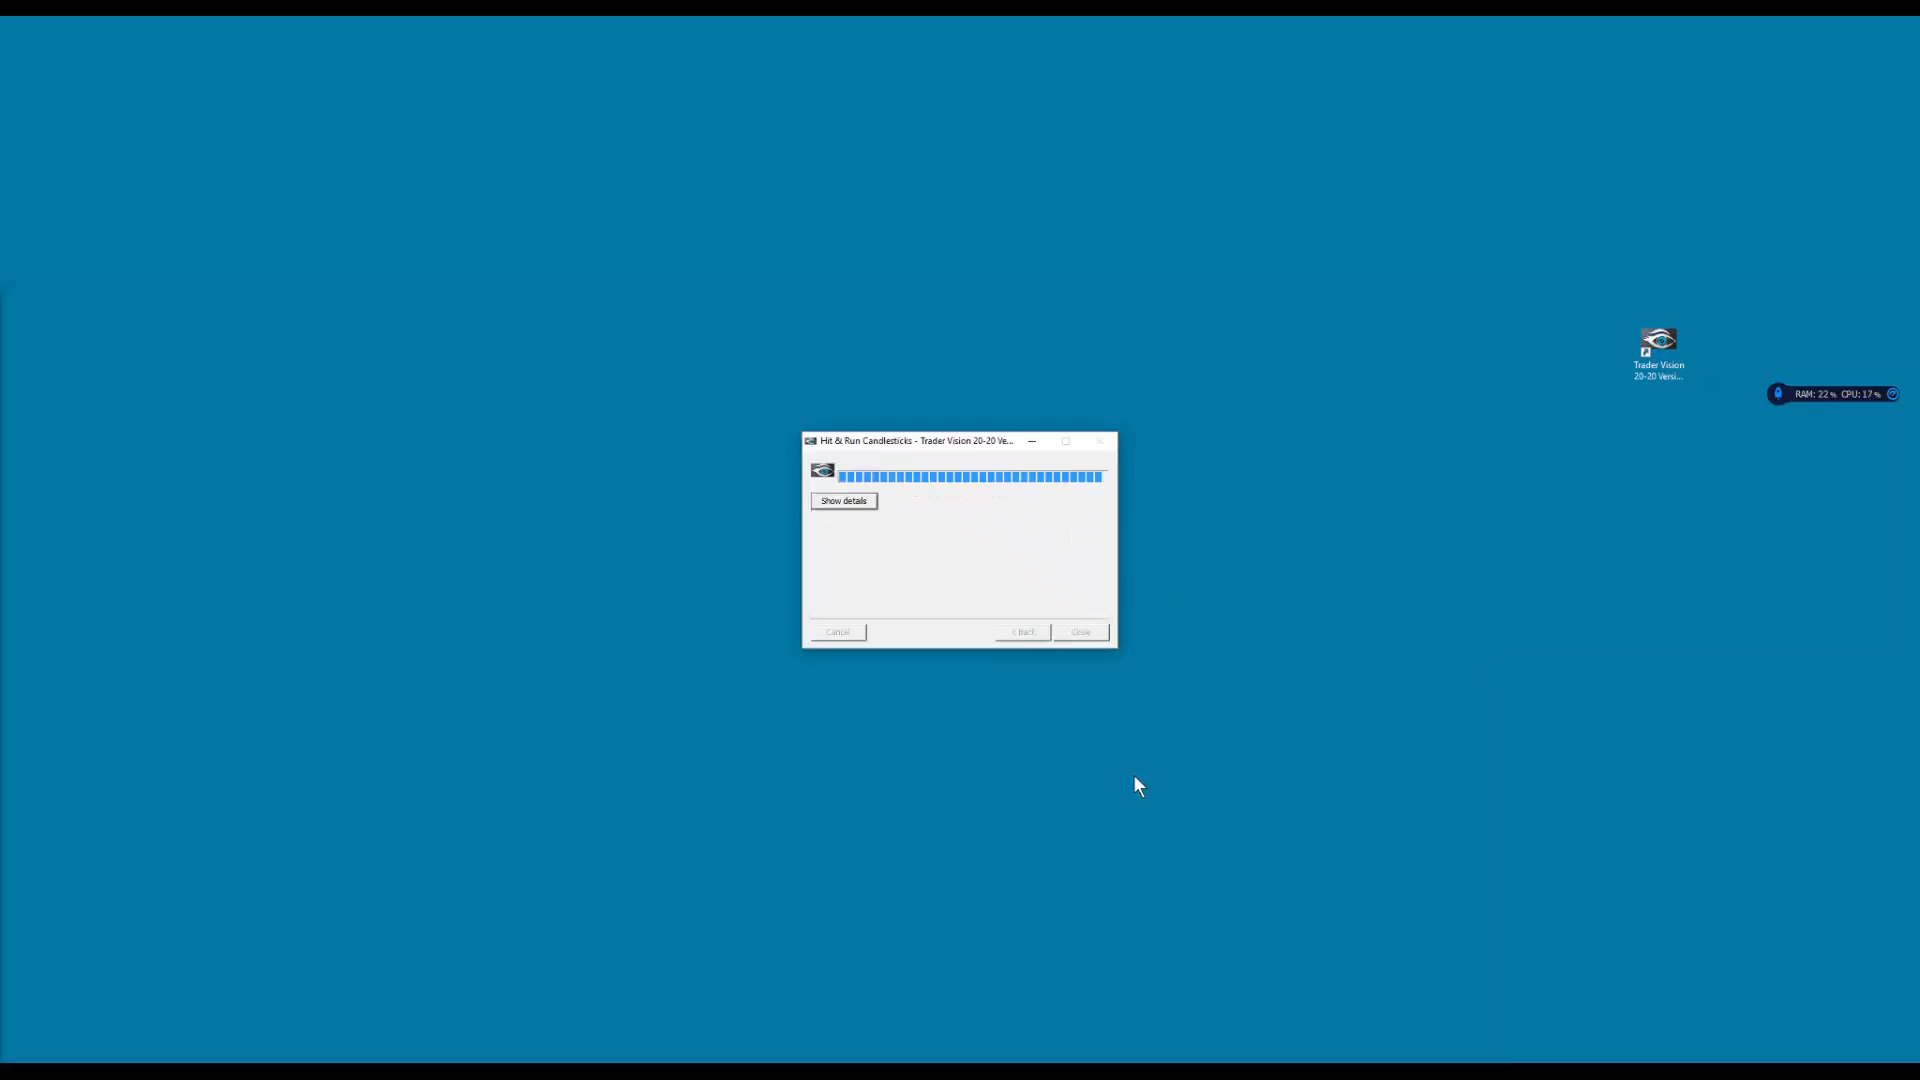 Trader Vision
20-20 Versi...
RAM: 22% CPU: 17%
Hit & Run Candlesticks - Trader Vision 20-20 Ve...
Show details
Cancel
< Back
Close